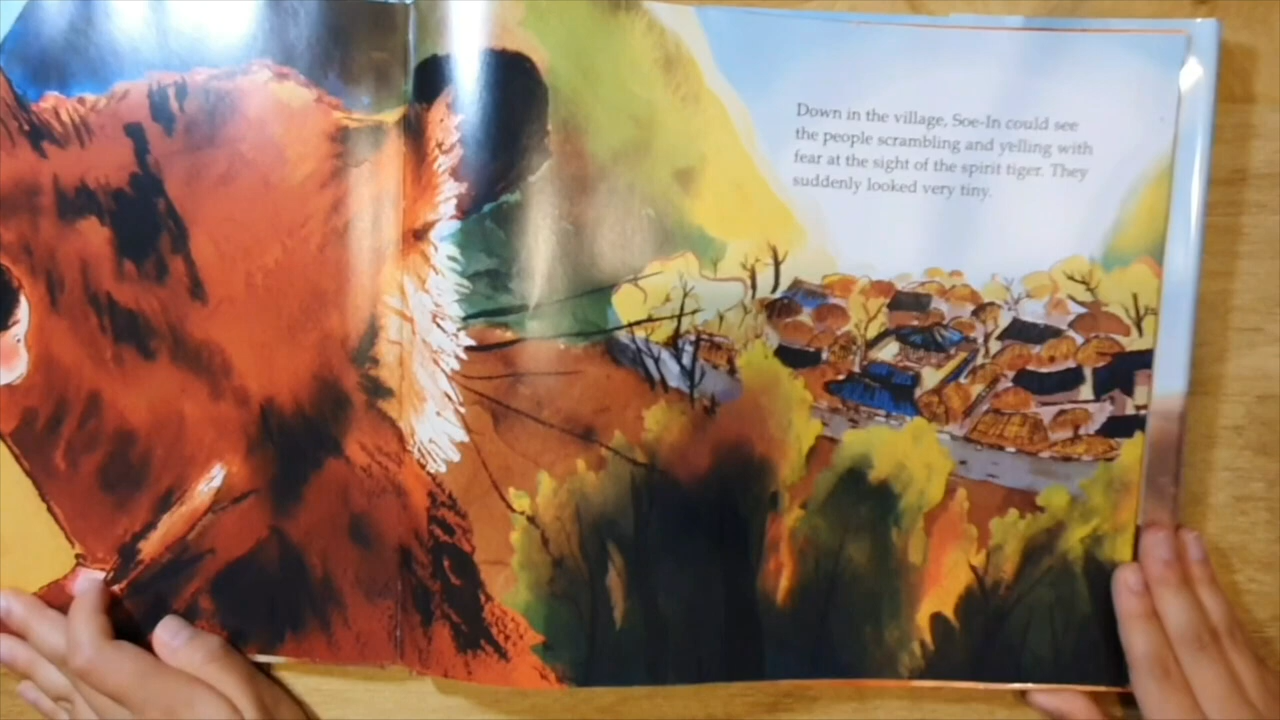 Down in the village, Soe-In could see
the people scrambling and yelling with
fear at the sight of the spirit tiger. They
suddenly looked very tiny.